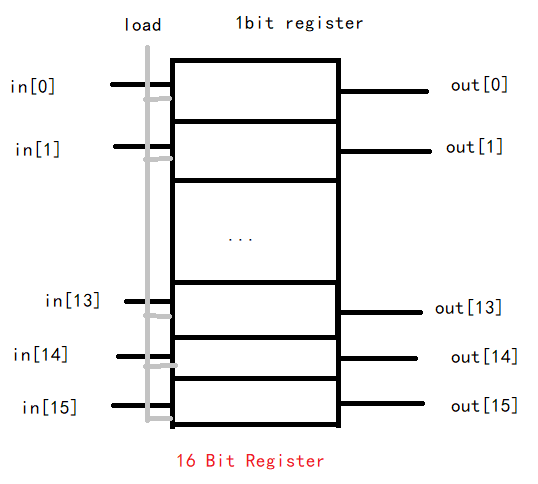 load 1bit register
in[0] out[0]
in[1] out[1]
...
in[13] out[13]
in[14] out[14]
in[15] out[15]
16 Bit Register